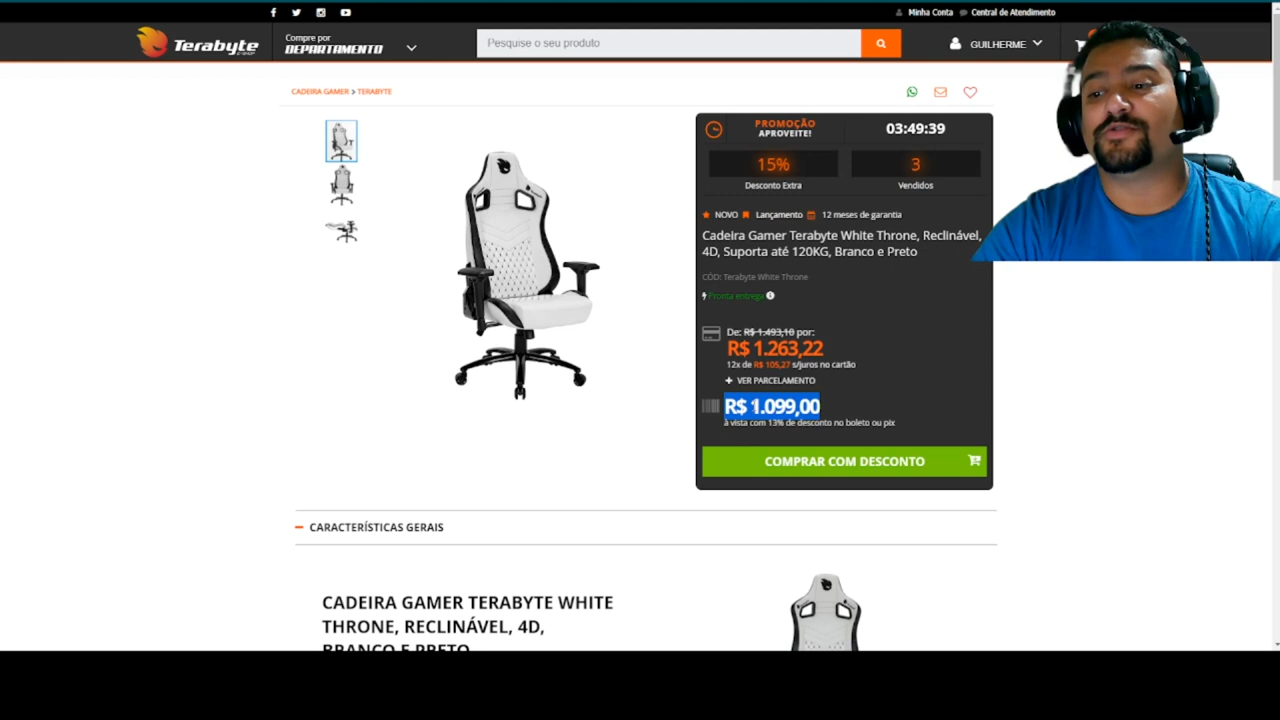 Minha Conta
Central de Atendimento
Terabyte
Compre por
DEPARTAMENTO
Pesquise o seu produto
GUILHERME
CADEIRA GAMER > TERABYTE
PROMOÇÃO
APROVEITE!
03:49:39
15%
Desconto Extra
3
Vendidos
NOVO
Lançamento
12 meses de garantia
Cadeira Gamer Terabyte White Throne, Reclinável,
4D, Suporta até 120KG, Branco e Preto
CÓD: Terabyte White Throne
Pronta entrega
De: R$ 1.493,10 por:
R$ 1.263,22
12x de R$ 105,27 s/juros no cartão
+ VER PARCELAMENTO
R$ 1.099,00
à vista com 13% de desconto no boleto ou pix
COMPRAR COM DESCONTO
CARACTERÍSTICAS GERAIS
CADEIRA GAMER TERABYTE WHITE
THRONE, RECLINÁVEL, 4D,
BRANCO E PRETO